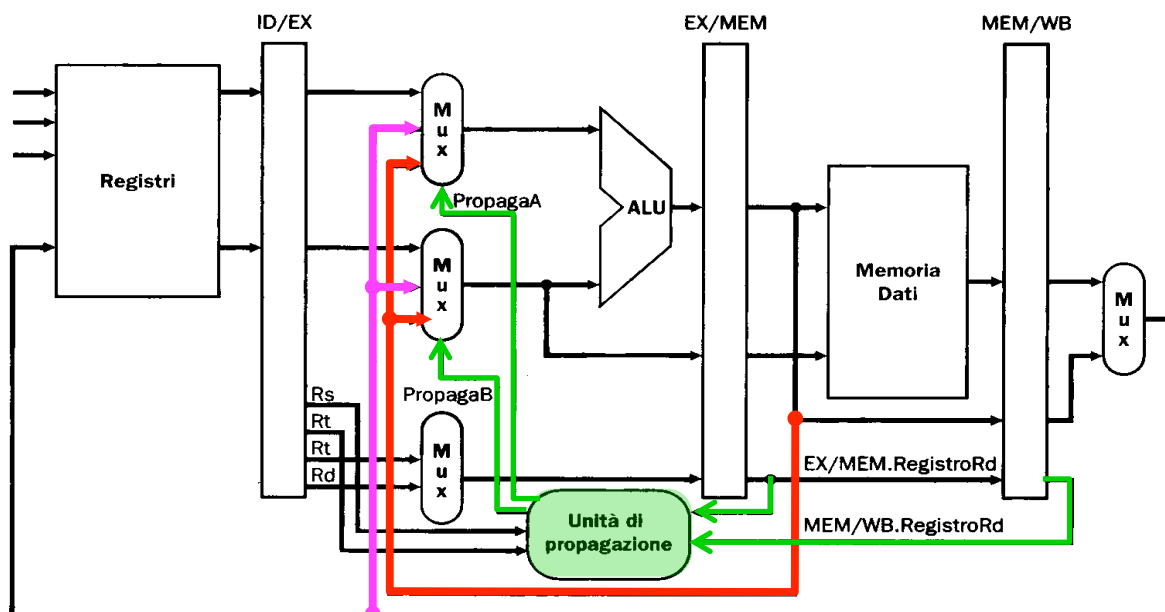 ID/EX
EX/MEM
MEM/WB
Registri
M
u
x
PropagaA
ALU
M
u
x
Memoria
Dati
M
u
x
PropagaB
Rs
Rt
Rt
Rd
M
u
x
EX/MEM.RegistroRd
Unità di
propagazione
MEM/WB.RegistroRd